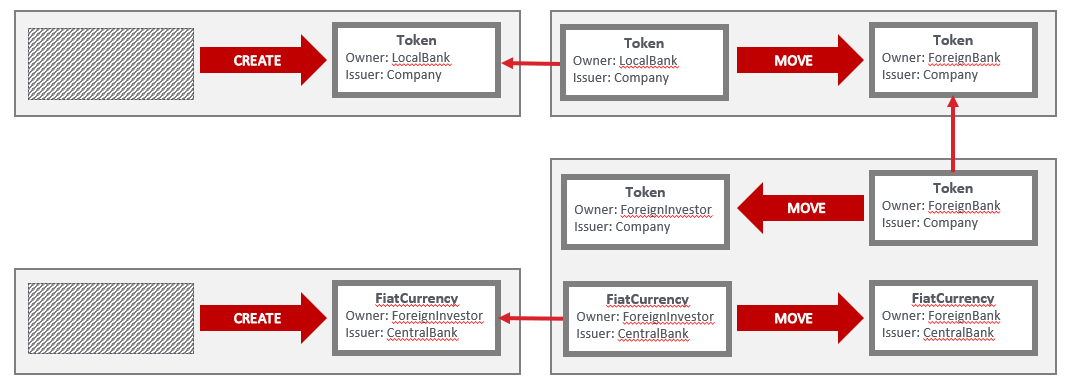 CREATE
Token
Owner: LocalBank
Issuer: Company
Token
Owner: LocalBank
Issuer: Company
MOVE
Token
Owner: ForeignBank
Issuer: Company
Token
Owner: ForeignInvestor
Issuer: Company
MOVE
Token
Owner: ForeignBank
Issuer: Company
CREATE
FiatCurrency
Owner: ForeignInvestor
Issuer: CentralBank
FiatCurrency
Owner: ForeignInvestor
Issuer: CentralBank
MOVE
FiatCurrency
Owner: ForeignBank
Issuer: CentralBank